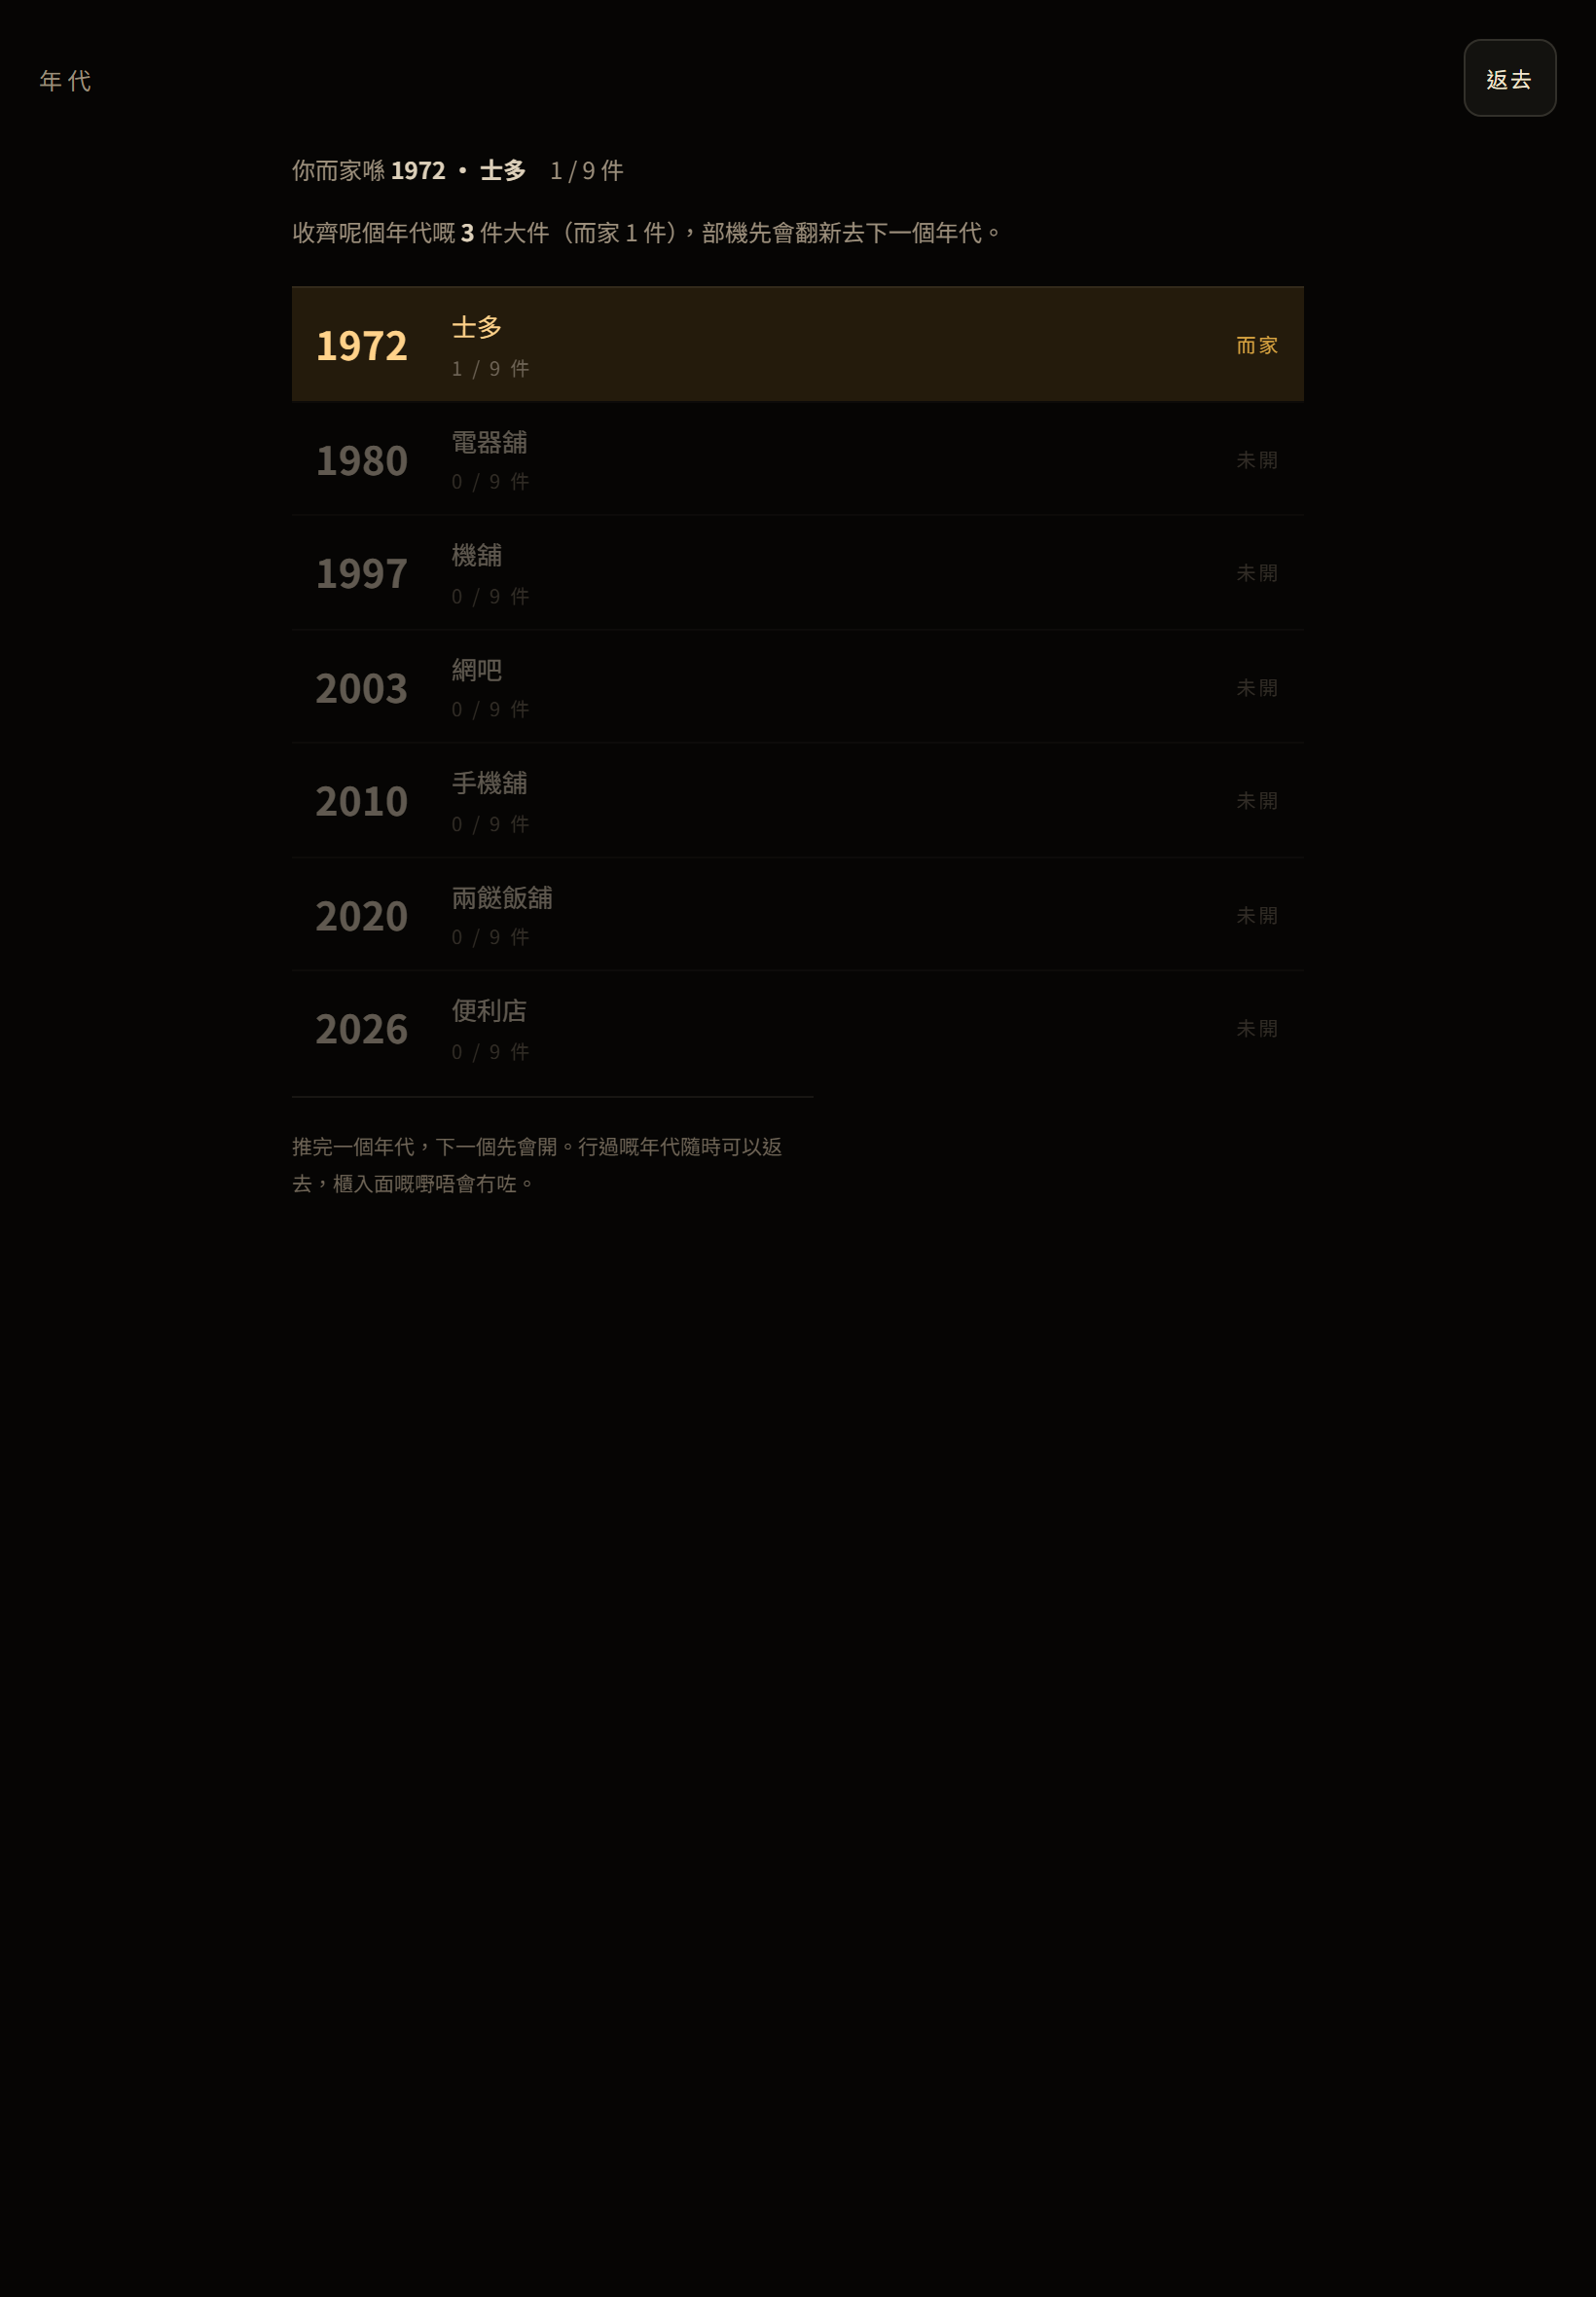 年代
返去
你而家喺 1972 · 士多 1 / 9 件
收齊呢個年代嘅 3 件大件（而家 1 件），部機先會翻新去下一個年代。
1972
士多
1 / 9 件
而家
1980
電器舖
0 / 9 件
未開
1997
機舖
0 / 9 件
未開
2003
網吧
0 / 9 件
未開
2010
手機舖
0 / 9 件
未開
2020
兩餸飯舖
0 / 9 件
未開
2026
便利店
0 / 9 件
未開
推完一個年代，下一個先會開。行過嘅年代隨時可以返
去，櫃入面嘅嘢唔會冇咗。